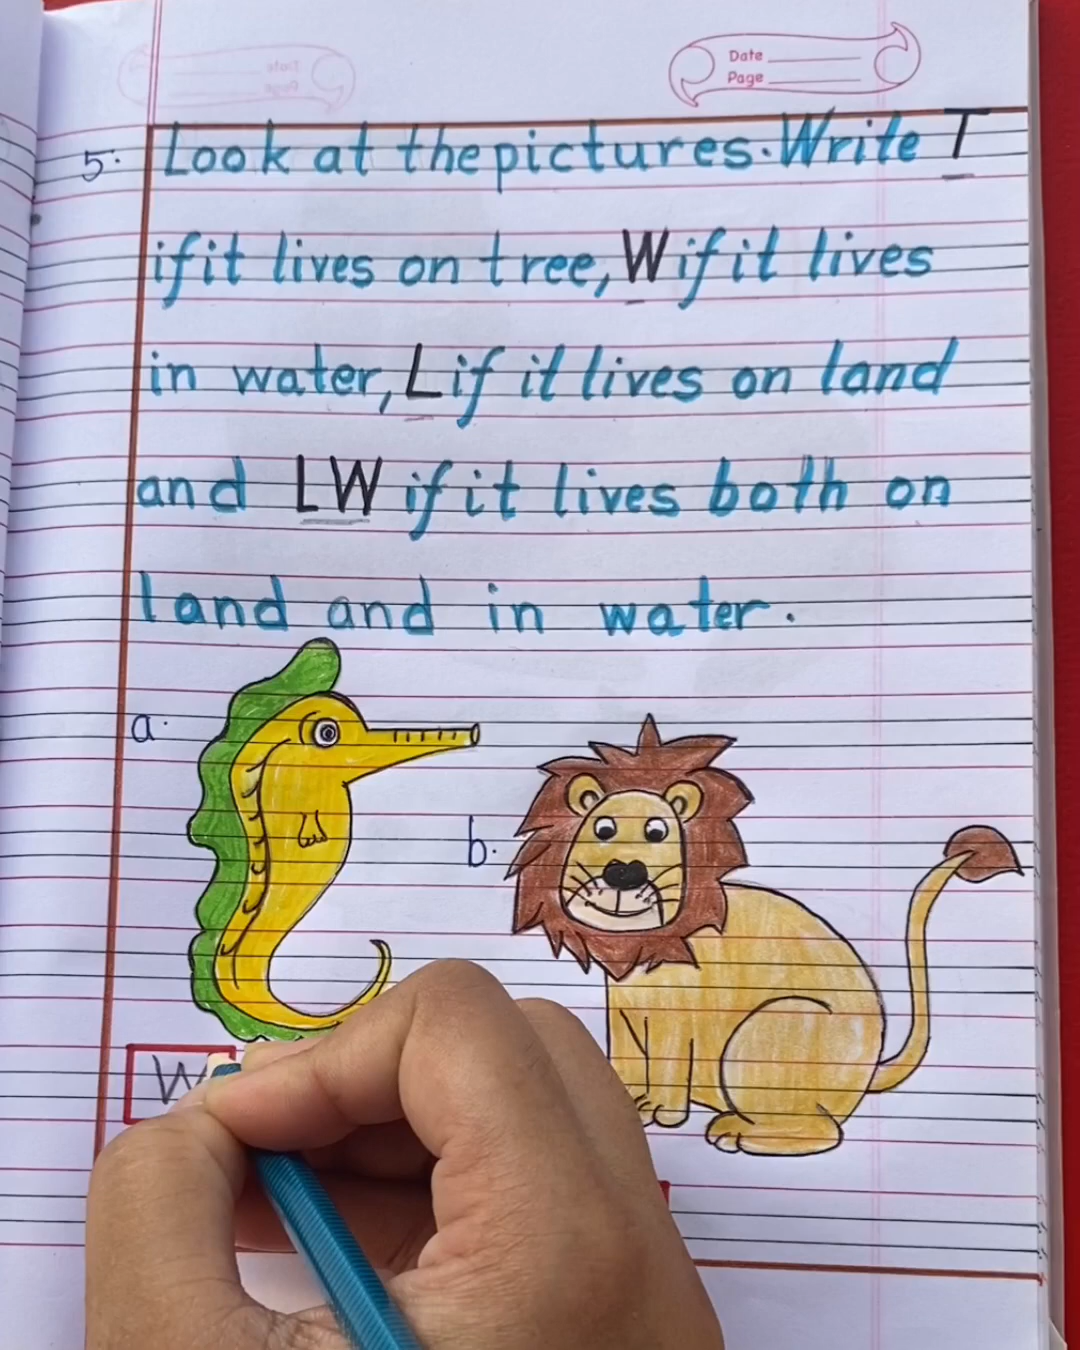 Date
Page
5. Look at the pictures. Write T
if it lives on tree, W if it lives
in water, L if it lives on land
and LW if it lives both on
land and in water.
a.
b.
W